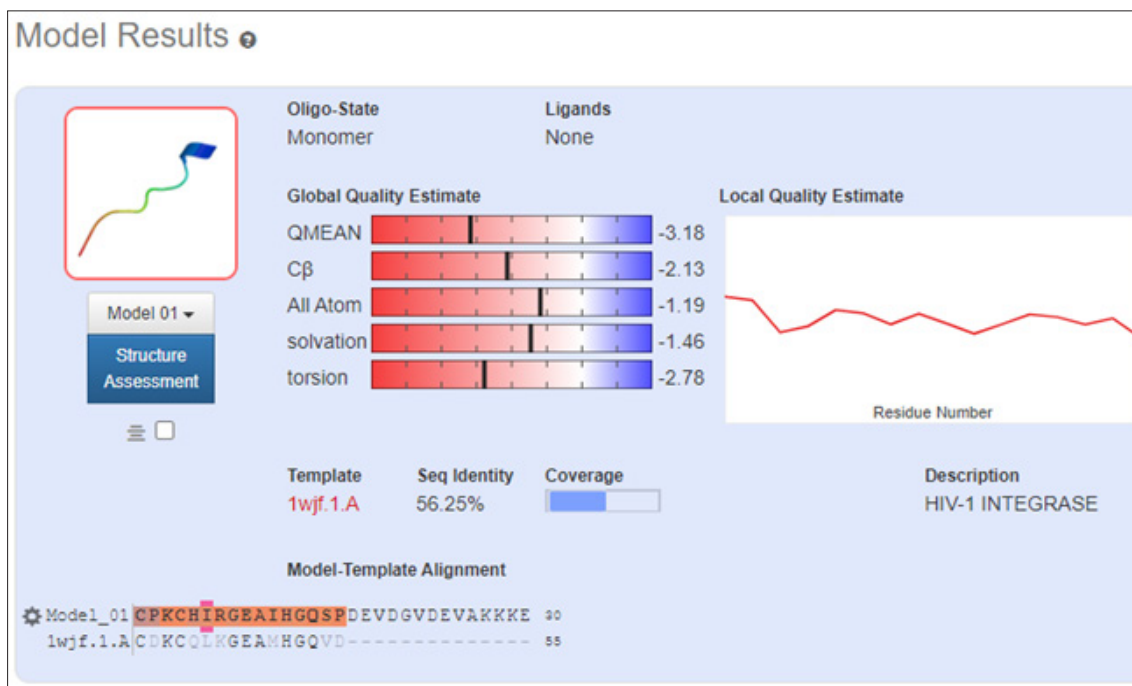 Model Results
Oligo-State Ligands
Monomer None
Global Quality Estimate Local Quality Estimate
QMEAN -3.18
Cβ -2.13
All Atom -1.19
solvation -1.46
torsion -2.78
Residue Number
Model 01
Structure
Assessment
Template Seq Identity Coverage Description
1wjf.1.A 56.25% HIV-1 INTEGRASE
Model-Template Alignment
Model_01 CPKCHIRGEAIHGQSPDEVDGVDEVAKKKE 30
1wjf.1.A CDKCQLKGEAMHGQVD-------------- 55